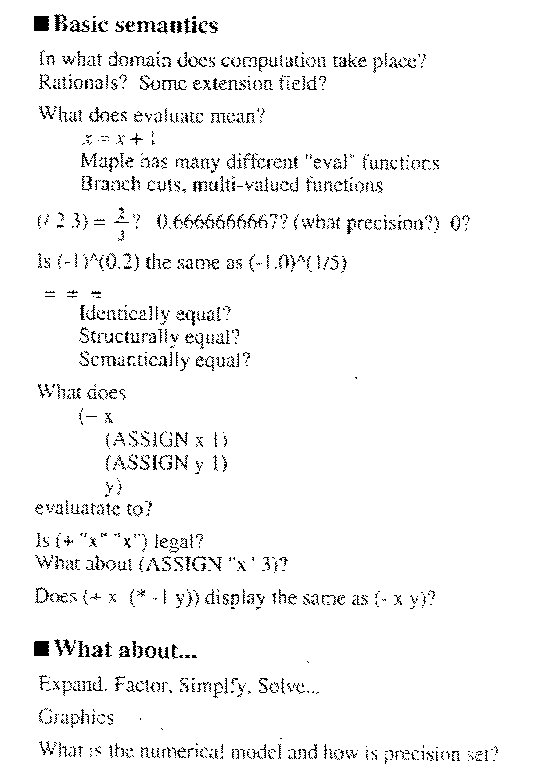 ■ Basic semantics
In what domain does computation take place?
Rationals? Some extension field?
What does evaluate mean?
x = x + 1
Maple has many different "eval" functions
Branch cuts, multi-valued functions
(/ 2 3) = 2/3? 0.6666666667? (what precision?) 0?
Is (-1)^(0.2) the same as (-1.0)^(1/5)
= ≠ =
Identically equal?
Structurally equal?
Semantically equal?
What does
(– x
(ASSIGN x 1)
(ASSIGN y 1)
y)
evaluatate to?
Is (+ "x" "x") legal?
What about (ASSIGN "x" 3)?
Does (+ x (* -1 y)) display the same as (- x y)?
■ What about...
Expand, Factor, Simplfy, Solve...
Graphics
What is the numerical model and how is precision set?